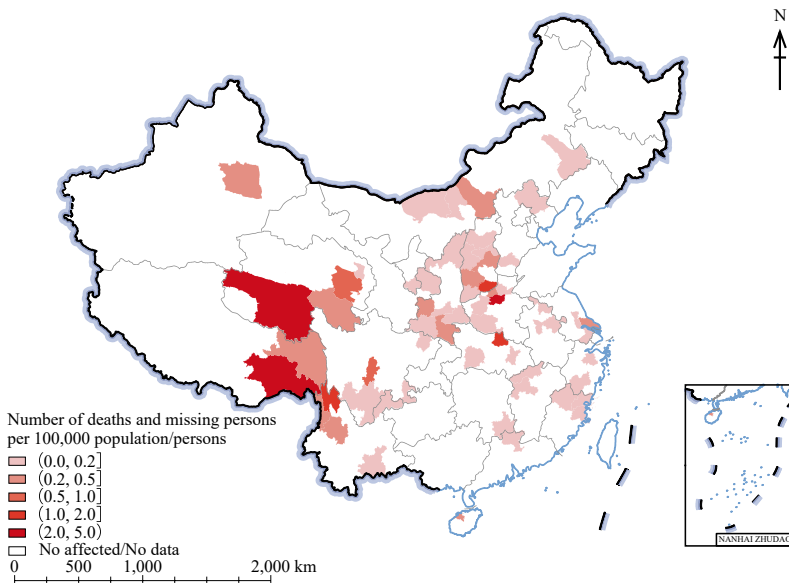 N
Number of deaths and missing persons
per 100,000 population/persons
(0.0, 0.2]
(0.2, 0.5]
(0.5, 1.0]
(1.0, 2.0]
(2.0, 5.0)
No affected/No data
0 500 1,000 2,000 km
NANHAI ZHUDAO